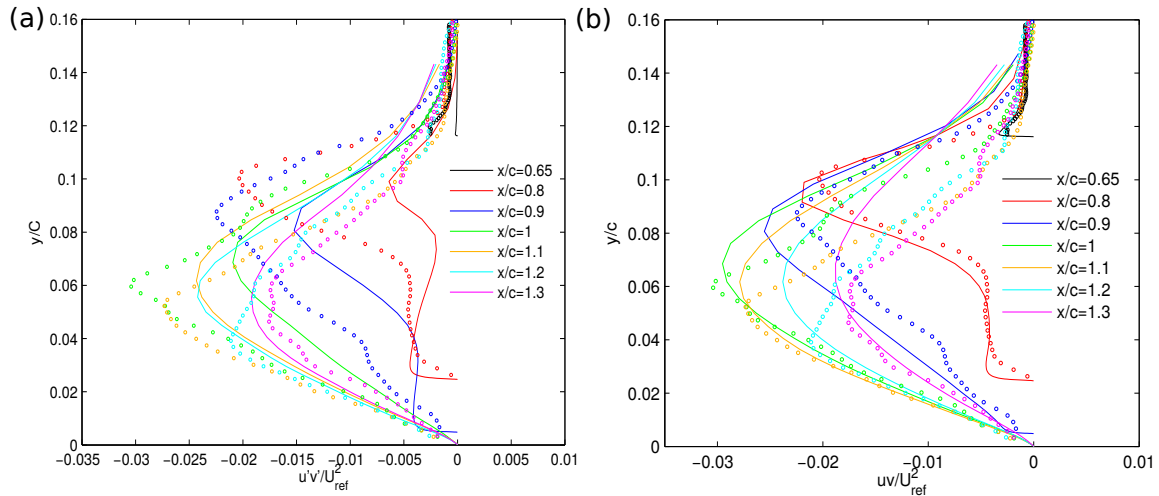 (a)
0.16
0.14
0.12
0.1
0.08
0.06
0.04
0.02
0
y/C
−0.035 −0.03 −0.025 −0.02 −0.015 −0.01 −0.005 0 0.005 0.01
u'v'/U²ref
x/c=0.65
x/c=0.8
x/c=0.9
x/c=1
x/c=1.1
x/c=1.2
x/c=1.3
(b)
0.16
0.14
0.12
0.1
0.08
0.06
0.04
0.02
0
y/c
−0.03 −0.02 −0.01 0 0.01
uv/U²ref
x/c=0.65
x/c=0.8
x/c=0.9
x/c=1
x/c=1.1
x/c=1.2
x/c=1.3